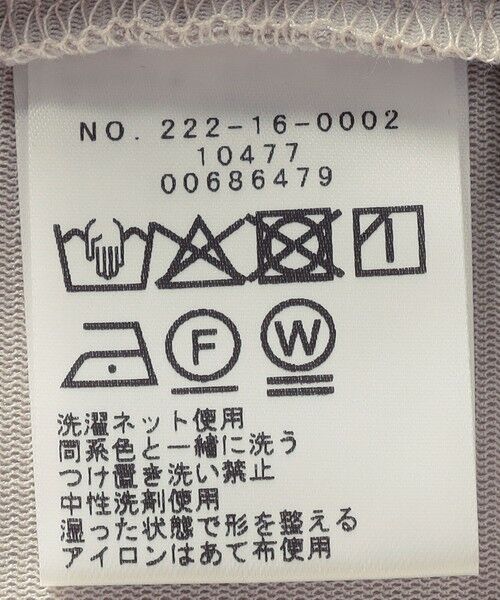 NO. 222-16-0002
10477
00686479
F W
洗濯ネット使用
同系色と一緒に洗う
つけ置き洗い禁止
中性洗剤使用
湿った状態で形を整える
アイロンはあて布使用